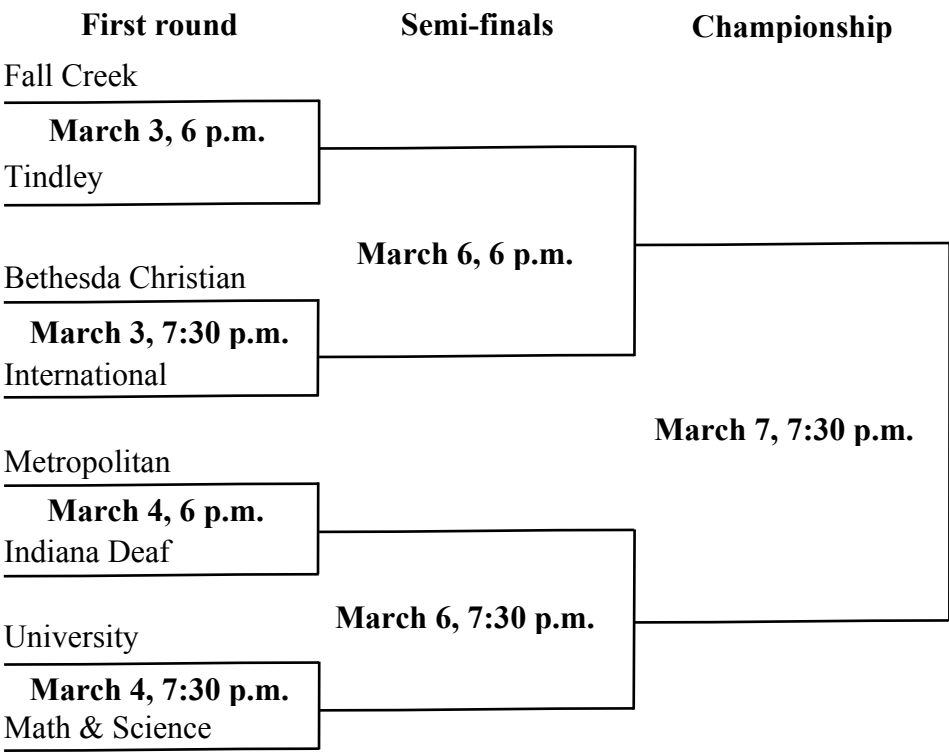 First round
Semi-finals
Championship
Fall Creek
March 3, 6 p.m.
Tindley
March 6, 6 p.m.
Bethesda Christian
March 3, 7:30 p.m.
International
March 7, 7:30 p.m.
Metropolitan
March 4, 6 p.m.
Indiana Deaf
March 6, 7:30 p.m.
University
March 4, 7:30 p.m.
Math & Science